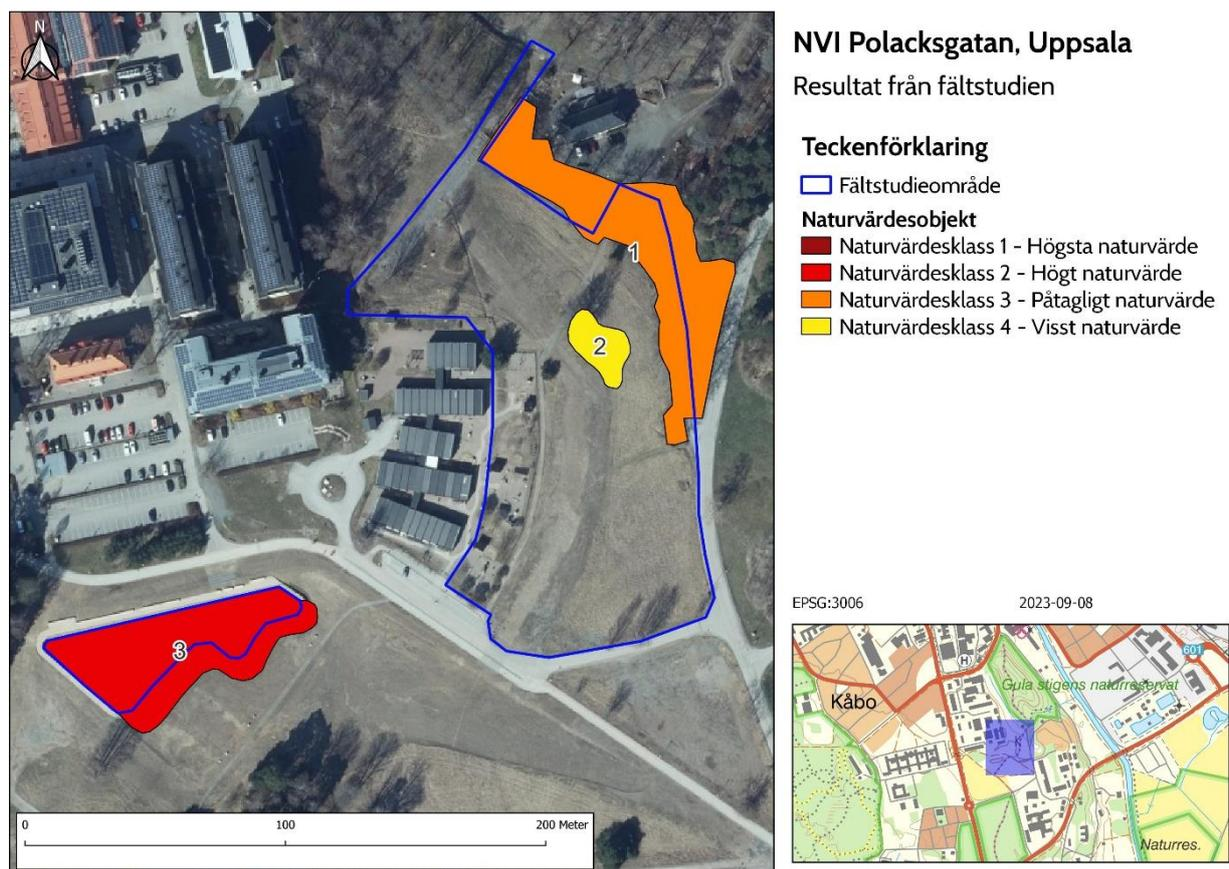 N
1
2
3
0 100 200 Meter
NVI Polacksgatan, Uppsala
Resultat från fältstudien
Teckenförklaring
Fältstudieområde
Naturvärdesobjekt
Naturvärdesklass 1 - Högsta naturvärde
Naturvärdesklass 2 - Högt naturvärde
Naturvärdesklass 3 - Påtagligt naturvärde
Naturvärdesklass 4 - Visst naturvärde
EPSG:3006 2023-09-08
601
H
Gula stigens naturreservat
Kåbo
Naturres.